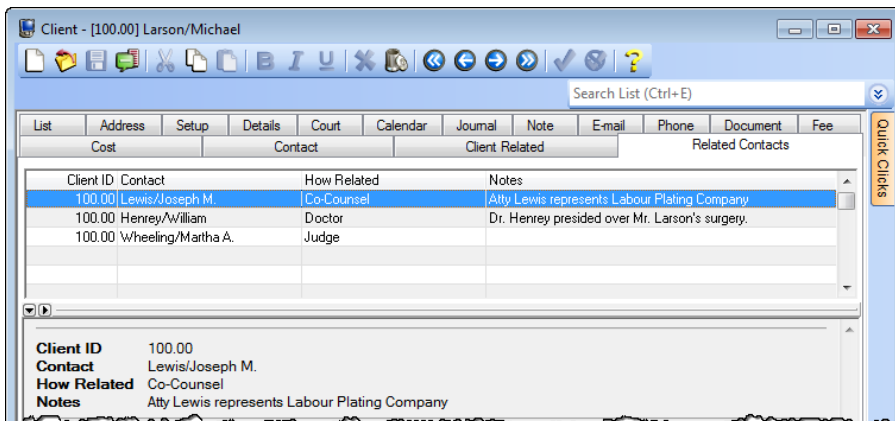 Client - [100.00] Larson/Michael
B I U ?
Search List (Ctrl+E)
List Address Setup Details Court Calendar Journal Note E-mail Phone Document Fee
Cost Contact Client Related Related Contacts
Quick Clicks
Client ID Contact How Related Notes
100.00 Lewis/Joseph M. Co-Counsel Atty Lewis represents Labour Plating Company
100.00 Henrey/William Doctor Dr. Henrey presided over Mr. Larson's surgery.
100.00 Wheeling/Martha A. Judge
Client ID 100.00
Contact Lewis/Joseph M.
How Related Co-Counsel
Notes Atty Lewis represents Labour Plating Company